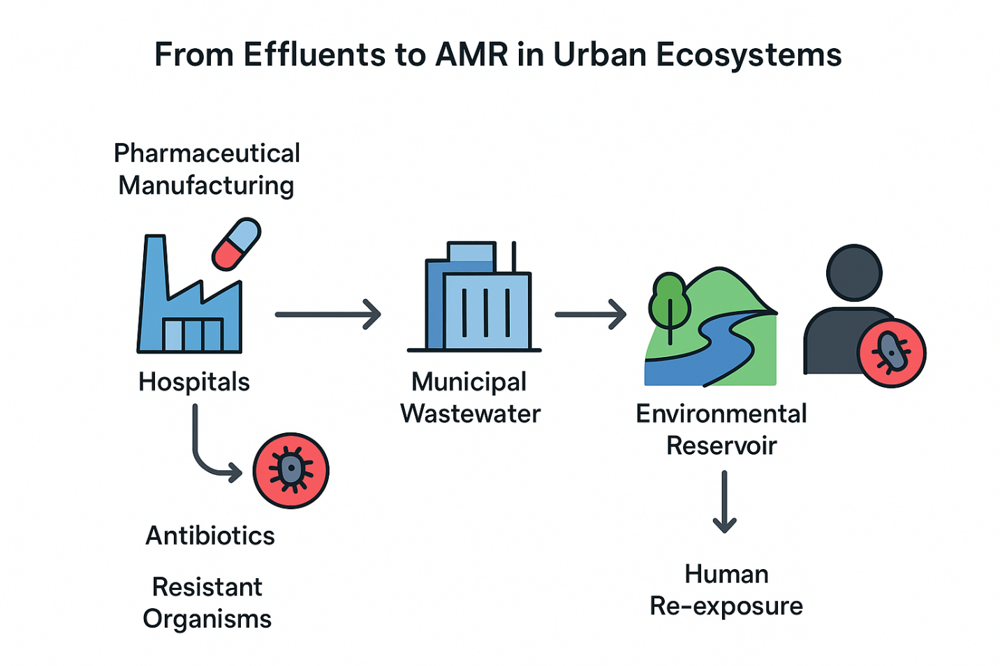 From Effluents to AMR in Urban Ecosystems
Pharmaceutical
Manufacturing
Hospitals
Antibiotics
Resistant
Organisms
Municipal
Wastewater
Environmental
Reservoir
Human
Re-exposure